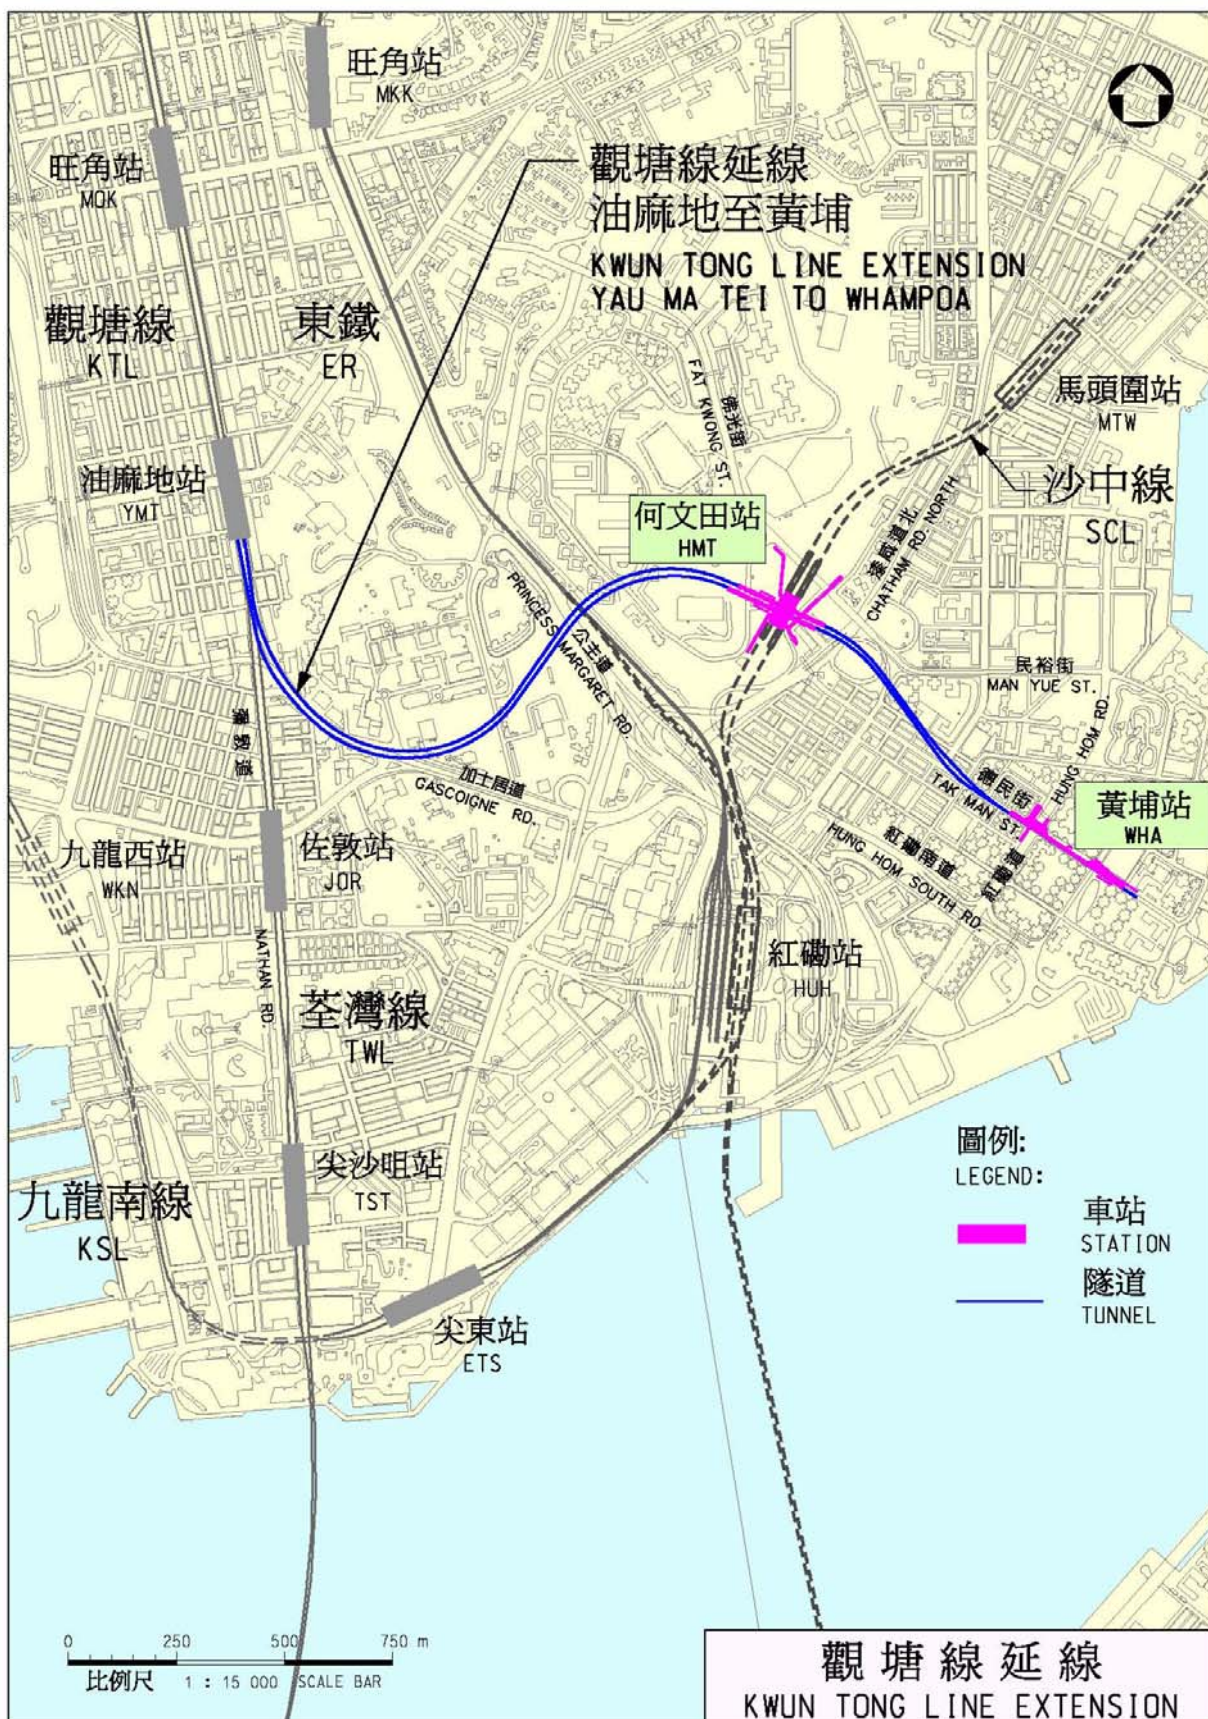 旺角站
MKK
旺角站
MOK
觀塘線延線
油麻地至黃埔
KWUN TONG LINE EXTENSION
YAU MA TEI TO WHAMPOA
觀塘線
KTL
東鐵
ER
佛光街
FAT KWONG ST.
馬頭圍站
MTW
油麻地站
YMT
沙中線
SCL
何文田站
HMT
漆咸道北
CHATHAM RD. NORTH
公主道
PRINCESS MARGARET RD.
民裕街
MAN YUE ST.
彌敦道
加士居道
GASCOIGNE RD.
德民街
TAK MAN ST.
HUNG HOM RD.
黃埔站
WHA
九龍西站
WKN
佐敦站
JOR
紅磡南道
HUNG HOM SOUTH RD.
紅磡道
NATHAN RD.
紅磡站
HUH
荃灣線
TWL
圖例:
LEGEND:
尖沙咀站
TST
九龍南線
KSL
車站
STATION
隧道
TUNNEL
尖東站
ETS
0 250 500 750 m
比例尺 1 : 15 000 SCALE BAR
觀塘線延線
KWUN TONG LINE EXTENSION